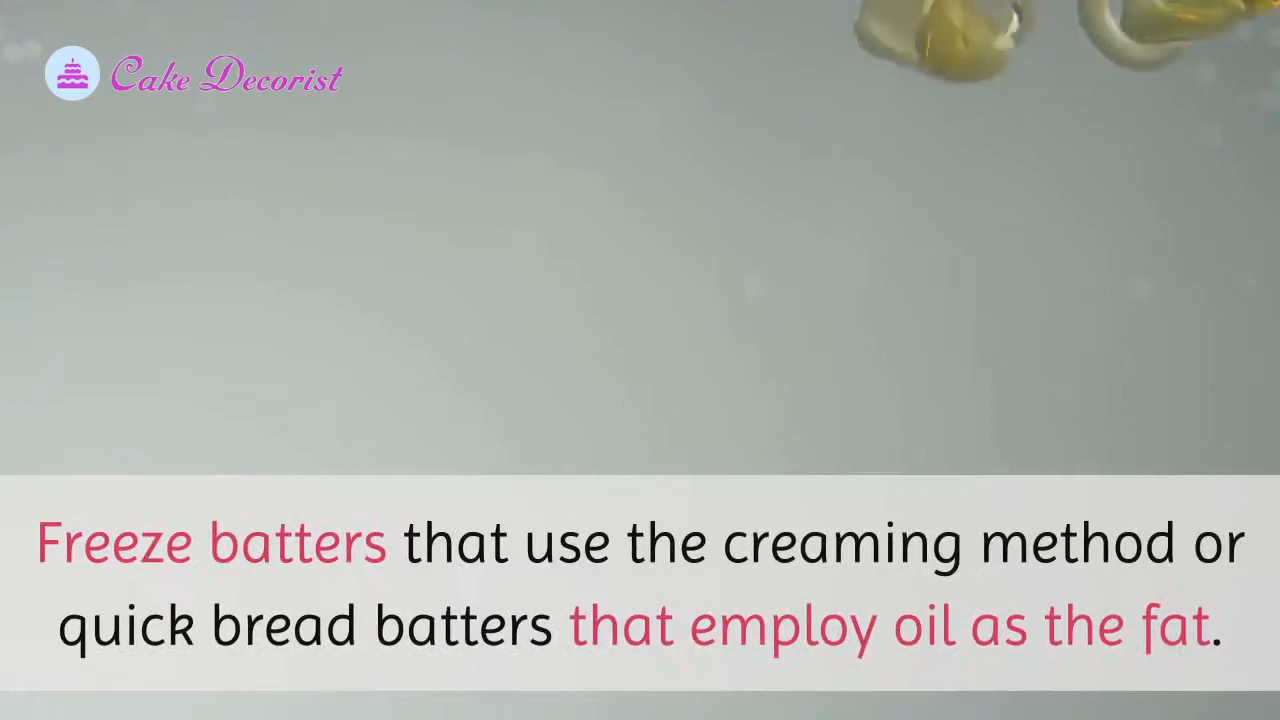 Cake Decorist
Freeze batters that use the creaming method or
quick bread batters that employ oil as the fat.